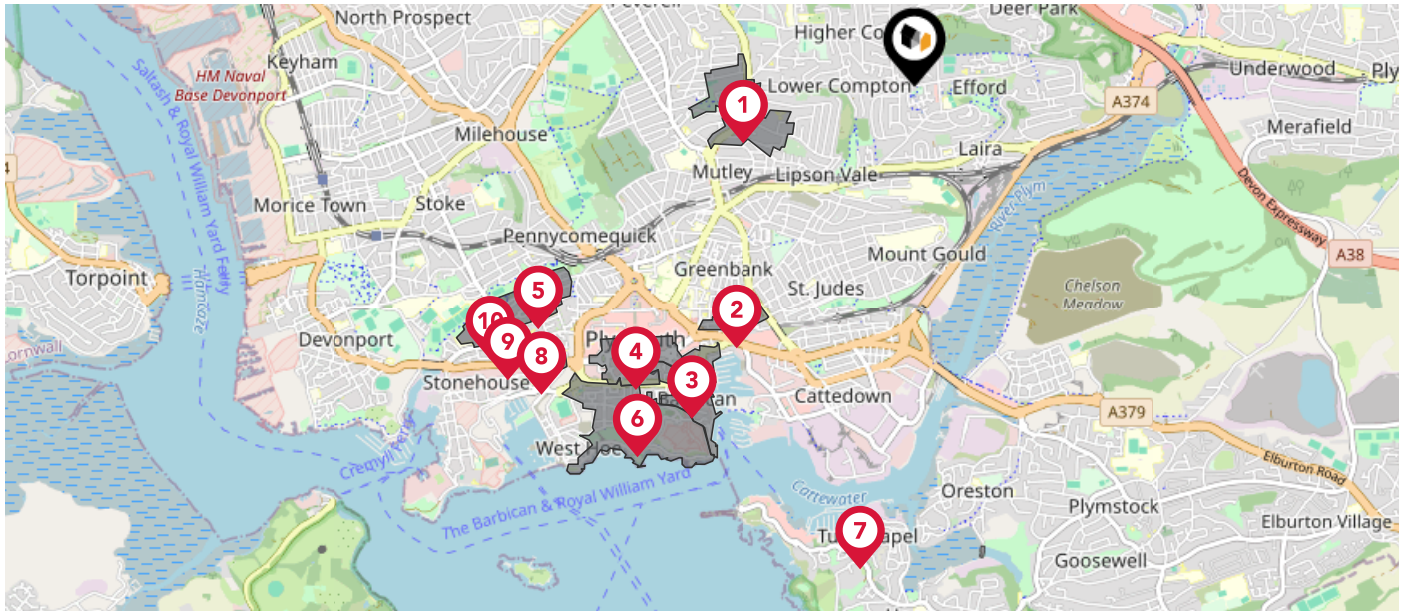 Deer Park
North Prospect
Higher Co
Keyham
HM Naval
Base Devonport
Saltash & Royal William Yard Ferry
Lower Compton
Efford
Underwood
Ply
A374
1
Milehouse
Merafield
Laira
Mutley
Lipson Vale
Morice Town
Stoke
River Plym
Devon Expressway
Pennycomequick
Mount Gould
A38
Torpoint
Hamoaze
Greenbank
St. Judes
Chelson
Meadow
5
10
2
9
Devonport
8
4
Stonehouse
3
Cornwall
Cattedown
A379
6
West Hoe
Cremyll Ferry
The Barbican & Royal William Yard
Cattewater
Oreston
Plymstock
Elburton Road
Elburton Village
7
Goosewell